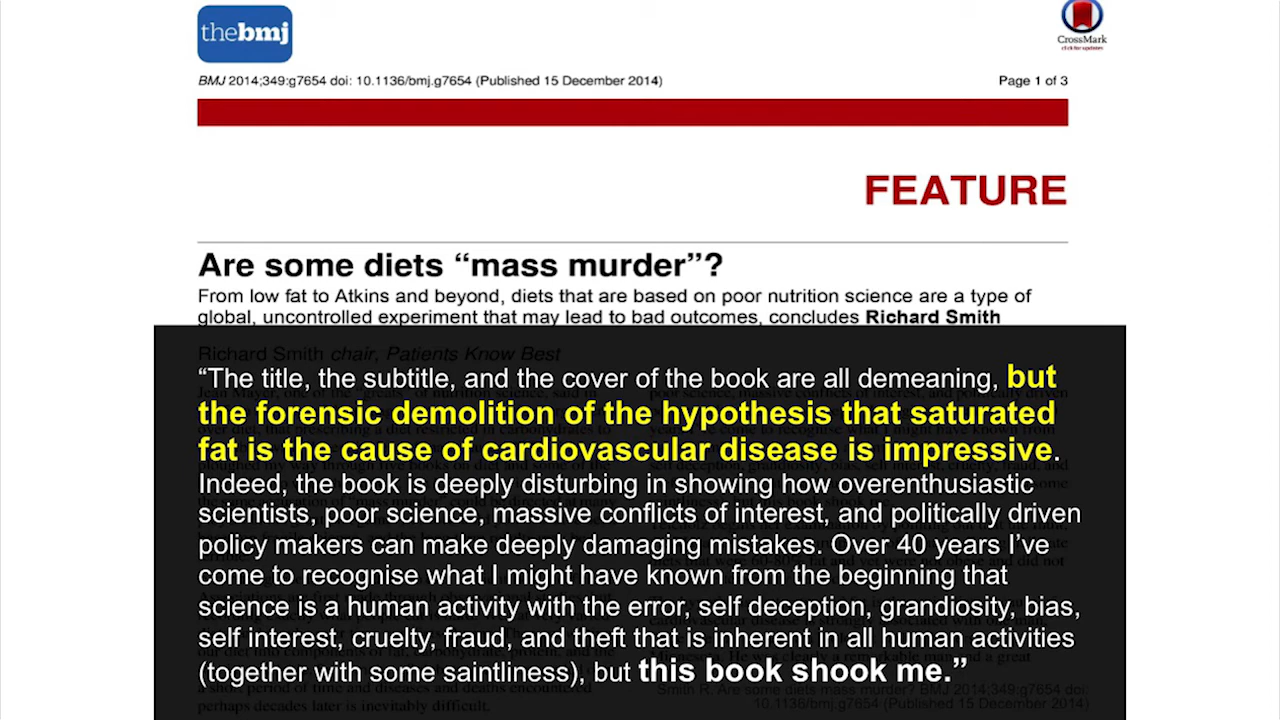 thebmj
CrossMark
click for updates
BMJ 2014;349:g7654 doi: 10.1136/bmj.g7654 (Published 15 December 2014)
Page 1 of 3
FEATURE
Are some diets “mass murder”?
From low fat to Atkins and beyond, diets that are based on poor nutrition science are a type of
global, uncontrolled experiment that may lead to bad outcomes, concludes Richard Smith
Richard Smith chair, Patients Know Best
“The title, the subtitle, and the cover of the book are all demeaning, but
the forensic demolition of the hypothesis that saturated
fat is the cause of cardiovascular disease is impressive.
Indeed, the book is deeply disturbing in showing how overenthusiastic
scientists, poor science, massive conflicts of interest, and politically driven
policy makers can make deeply damaging mistakes. Over 40 years I’ve
come to recognise what I might have known from the beginning that
science is a human activity with the error, self deception, grandiosity, bias,
self interest, cruelty, fraud, and theft that is inherent in all human activities
(together with some saintliness), but this book shook me.”
Smith R. Are some diets mass murder? BMJ 2014;349:g7654 doi:
10.1136/bmj.g7654 (Published 15 December 2014)
perhaps decades later is inevitably difficult.